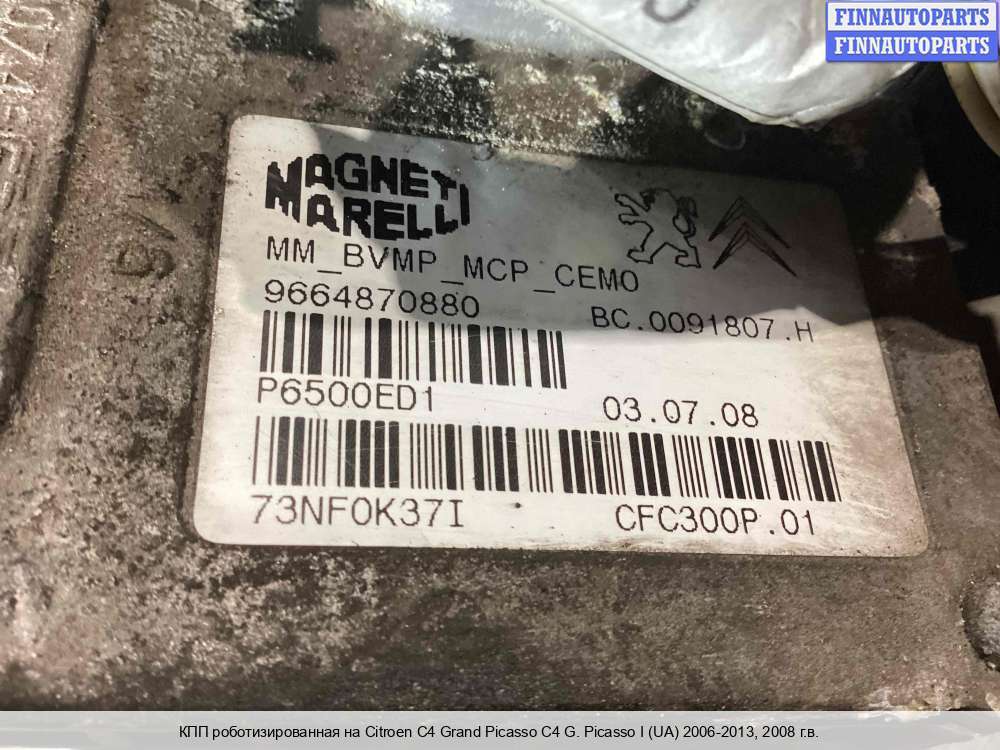 FINNAUTOPARTS
FINNAUTOPARTS
MAGNETI
MARELLI
MM_BVMP_MCP_CEMO
9664870880
BC.0091807.H
P6500ED1
03.07.08
73NF0K37I
CFC300P.01
КПП роботизированная на Citroen C4 Grand Picasso C4 G. Picasso I (UA) 2006-2013, 2008 г.в.